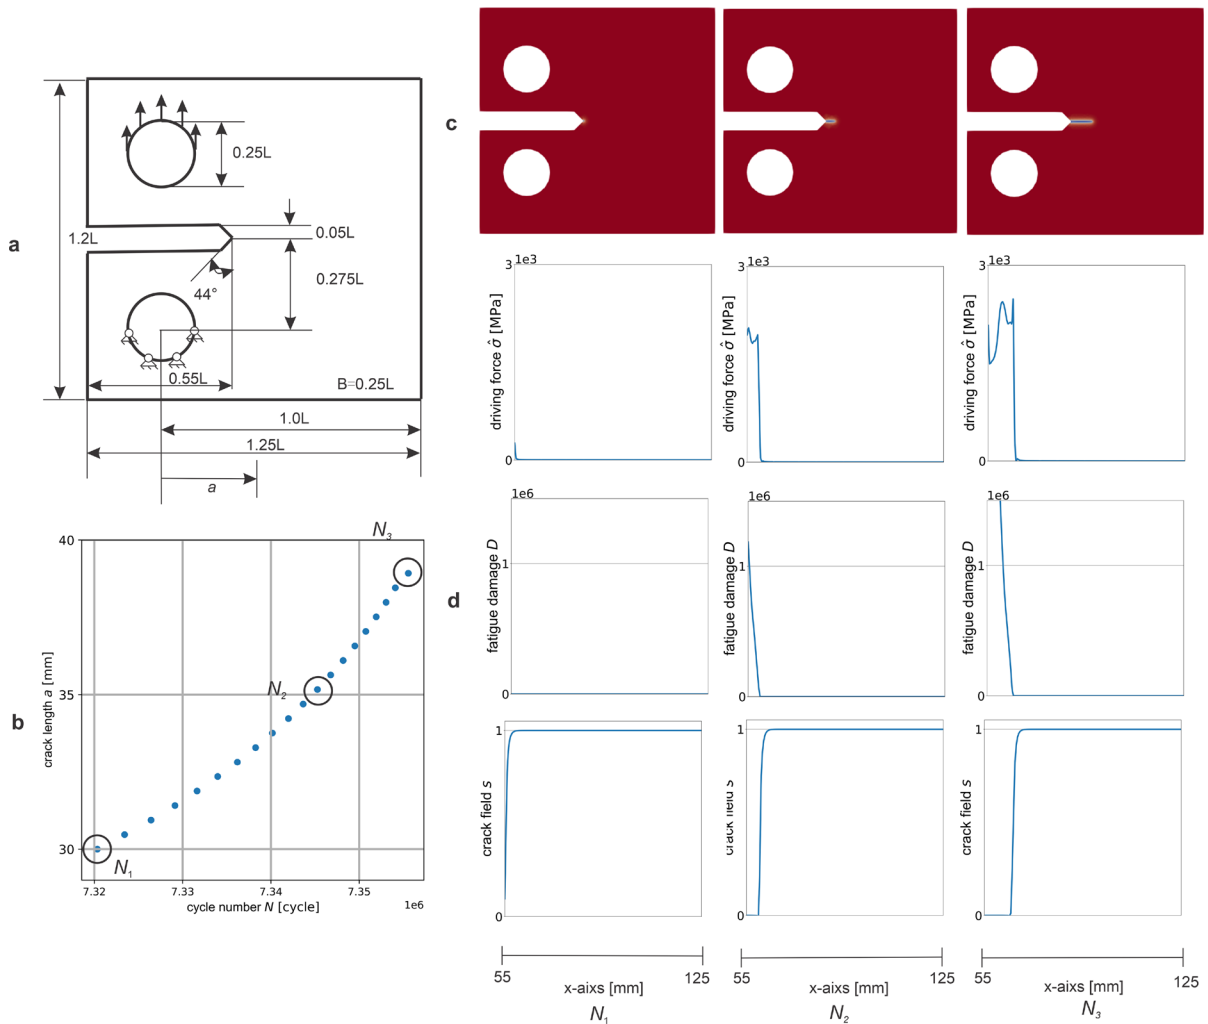 a
0.25L
0.05L
1.2L
0.275L
44°
0.55L
B=0.25L
1.0L
1.25L
a
b
40
35
30
crack length a [mm]
N3
N2
N1
7.32
7.33
7.34
7.35
1e6
cycle number N [cycle]
c
d
3
1e3
driving force σ̂ [MPa]
0
3
1e3
driving force σ̂ [MPa]
0
3
1e3
driving force σ̂ [MPa]
0
1e6
1
fatigue damage D
0
1e6
1
fatigue damage D
0
1e6
1
fatigue damage D
0
1
crack field s
0
1
crack field s
0
1
crack field s
0
55
125
x-aixs [mm]
N1
55
125
x-aixs [mm]
N2
55
125
x-aixs [mm]
N3